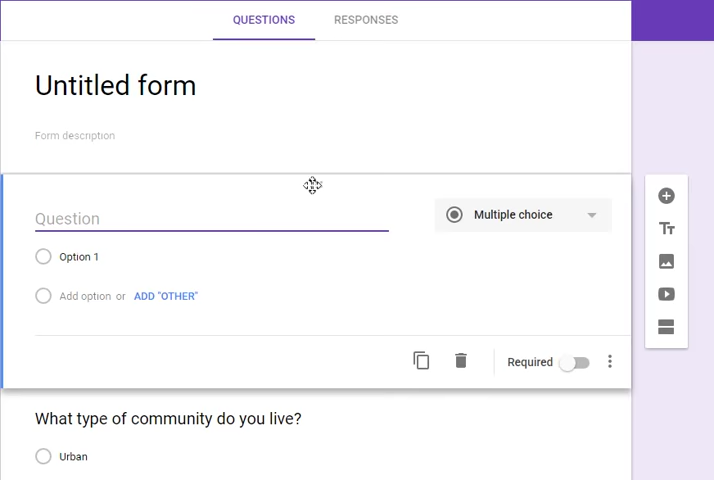 QUESTIONS RESPONSES
Untitled form
Form description
Question
Multiple choice
Option 1
Add option or ADD "OTHER"
Required
What type of community do you live?
Urban